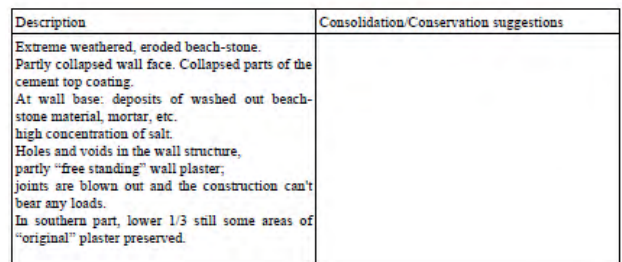 Description
Consolidation/Conservation suggestions
Extreme weathered, eroded beach-stone.
Partly collapsed wall face. Collapsed parts of the
cement top coating.
At wall base: deposits of washed out beach-
stone material, mortar, etc.
high concentration of salt.
Holes and voids in the wall structure,
partly “free standing” wall plaster;
joints are blown out and the construction can't
bear any loads.
In southern part, lower 1/3 still some areas of
“original” plaster preserved.